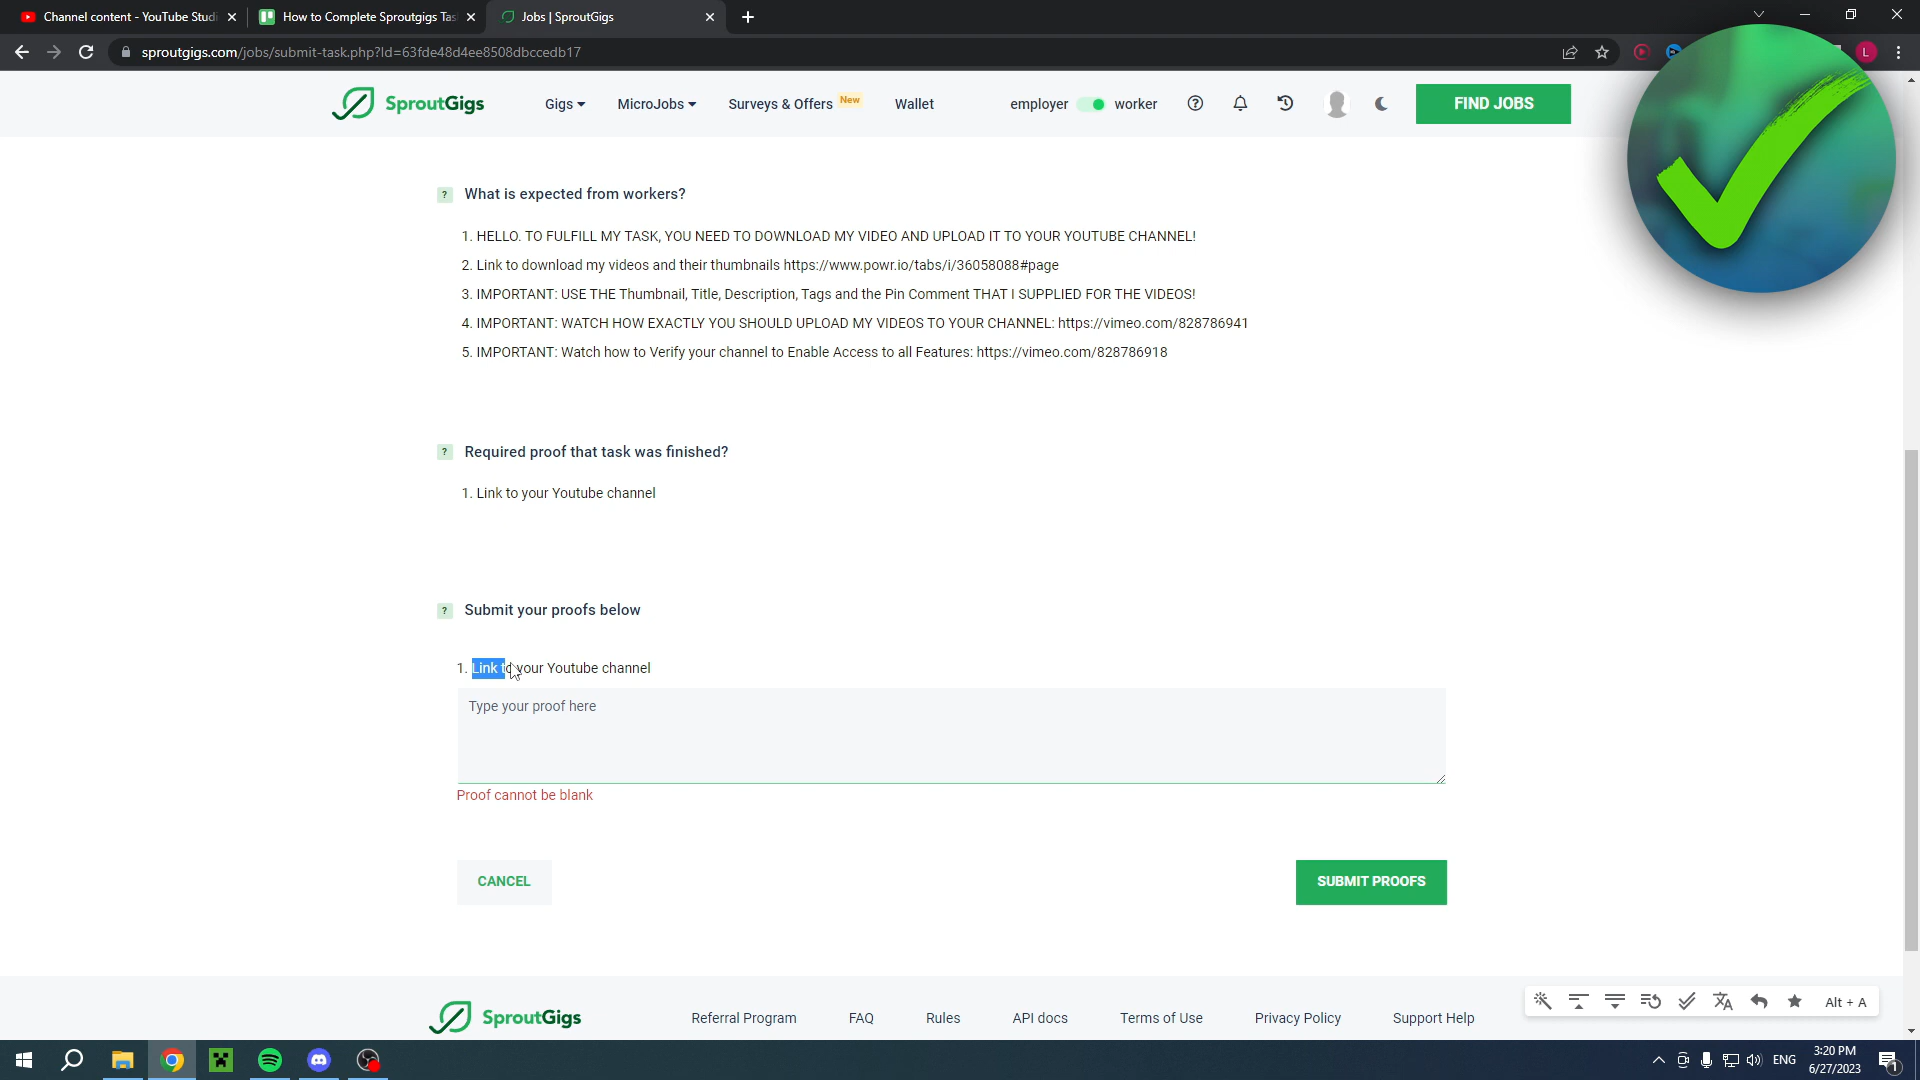 Channel content - YouTube Studi
How to Complete Sproutgigs Tas
Jobs | SproutGigs
sproutgigs.com/jobs/submit-task.php?Id=63fde48d4ee8508dbccedb17
L
SproutGigs
Gigs
MicroJobs
Surveys & Offers
New
Wallet
employer
worker
FIND JOBS
? What is expected from workers?
1. HELLO. TO FULFILL MY TASK, YOU NEED TO DOWNLOAD MY VIDEO AND UPLOAD IT TO YOUR YOUTUBE CHANNEL!
2. Link to download my videos and their thumbnails https://www.powr.io/tabs/i/36058088#page
3. IMPORTANT: USE THE Thumbnail, Title, Description, Tags and the Pin Comment THAT I SUPPLIED FOR THE VIDEOS!
4. IMPORTANT: WATCH HOW EXACTLY YOU SHOULD UPLOAD MY VIDEOS TO YOUR CHANNEL: https://vimeo.com/828786941
5. IMPORTANT: Watch how to Verify your channel to Enable Access to all Features: https://vimeo.com/828786918
? Required proof that task was finished?
1. Link to your Youtube channel
? Submit your proofs below
1. Link to your Youtube channel
Type your proof here
Proof cannot be blank
CANCEL
SUBMIT PROOFS
Alt + A
SproutGigs
Referral Program
FAQ
Rules
API docs
Terms of Use
Privacy Policy
Support Help
ENG
3:20 PM
6/27/2023
1